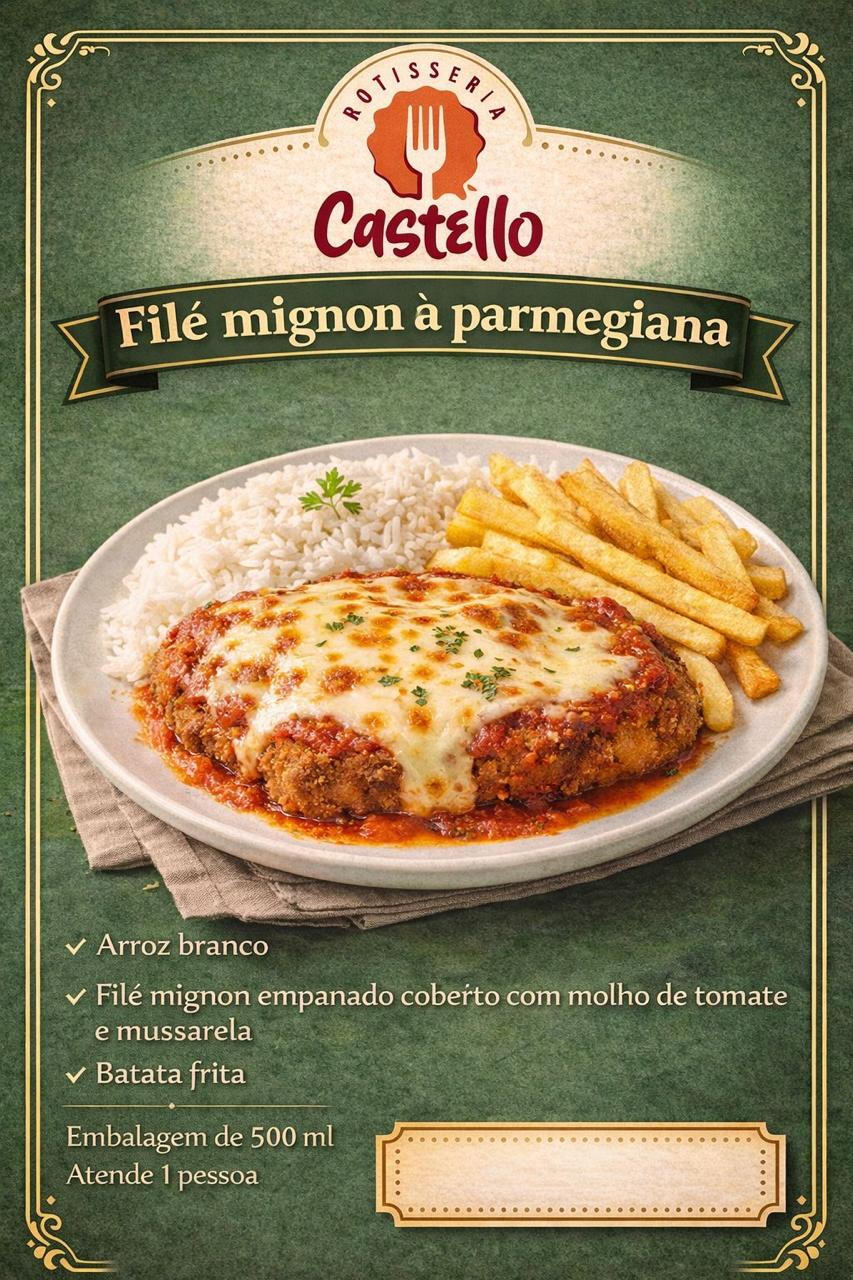 ROTISSERIA
Castello
Filé mignon à parmegiana
Arroz branco
Filé mignon empanado coberto com molho de tomate
e mussarela
Batata frita
Embalagem de 500 ml
Atende 1 pessoa